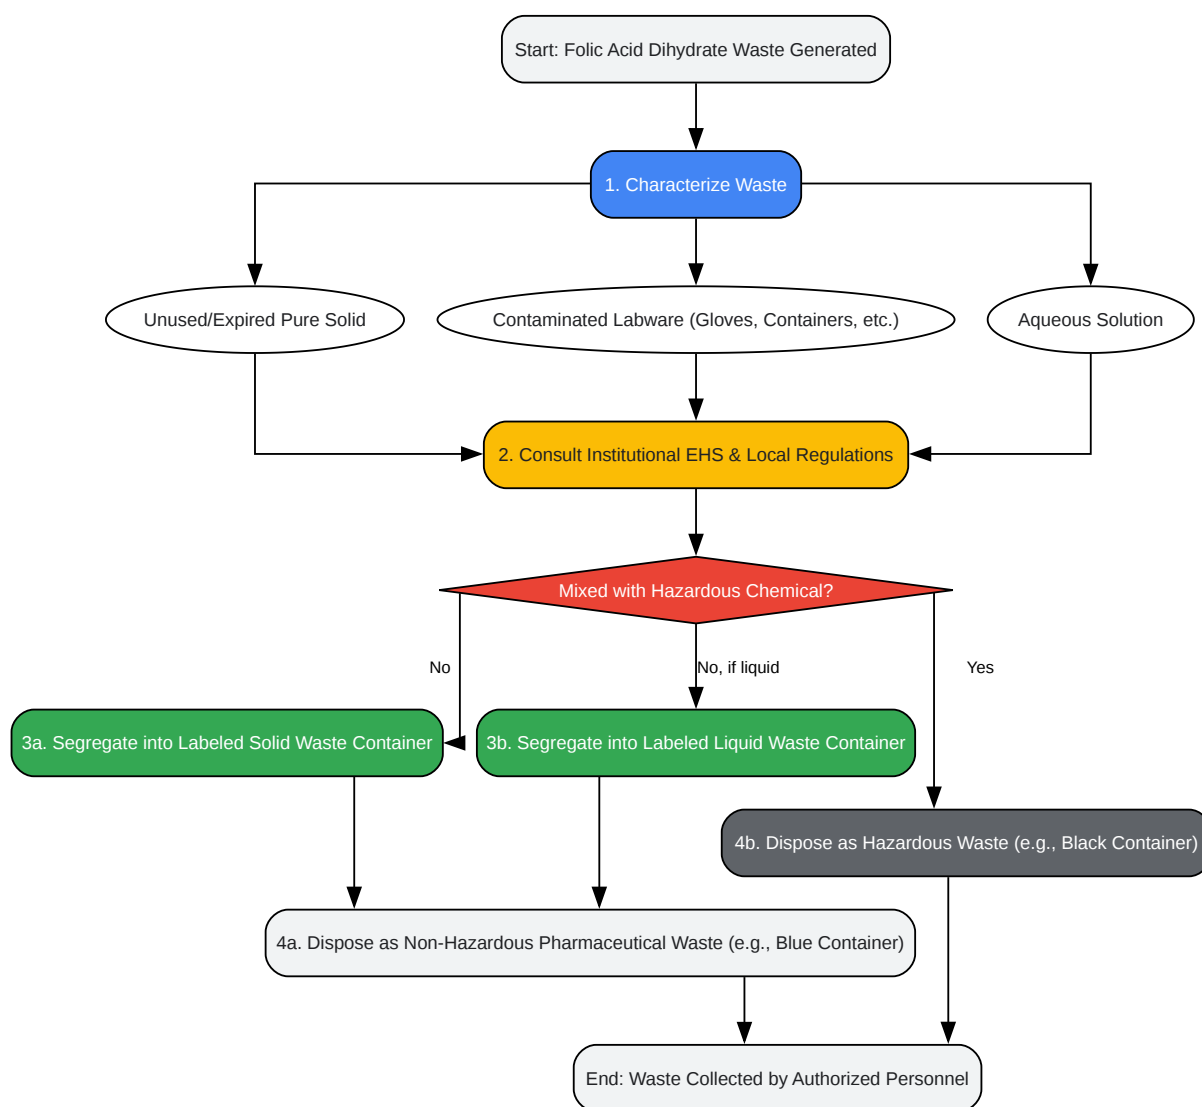 Start: Folic Acid Dihydrate Waste Generated
1. Characterize Waste
Unused/Expired Pure Solid
Contaminated Labware (Gloves, Containers, etc.)
Aqueous Solution
2. Consult Institutional EHS & Local Regulations
Mixed with Hazardous Chemical?
No
No, if liquid
Yes
3a. Segregate into Labeled Solid Waste Container
3b. Segregate into Labeled Liquid Waste Container
4b. Dispose as Hazardous Waste (e.g., Black Container)
4a. Dispose as Non-Hazardous Pharmaceutical Waste (e.g., Blue Container)
End: Waste Collected by Authorized Personnel